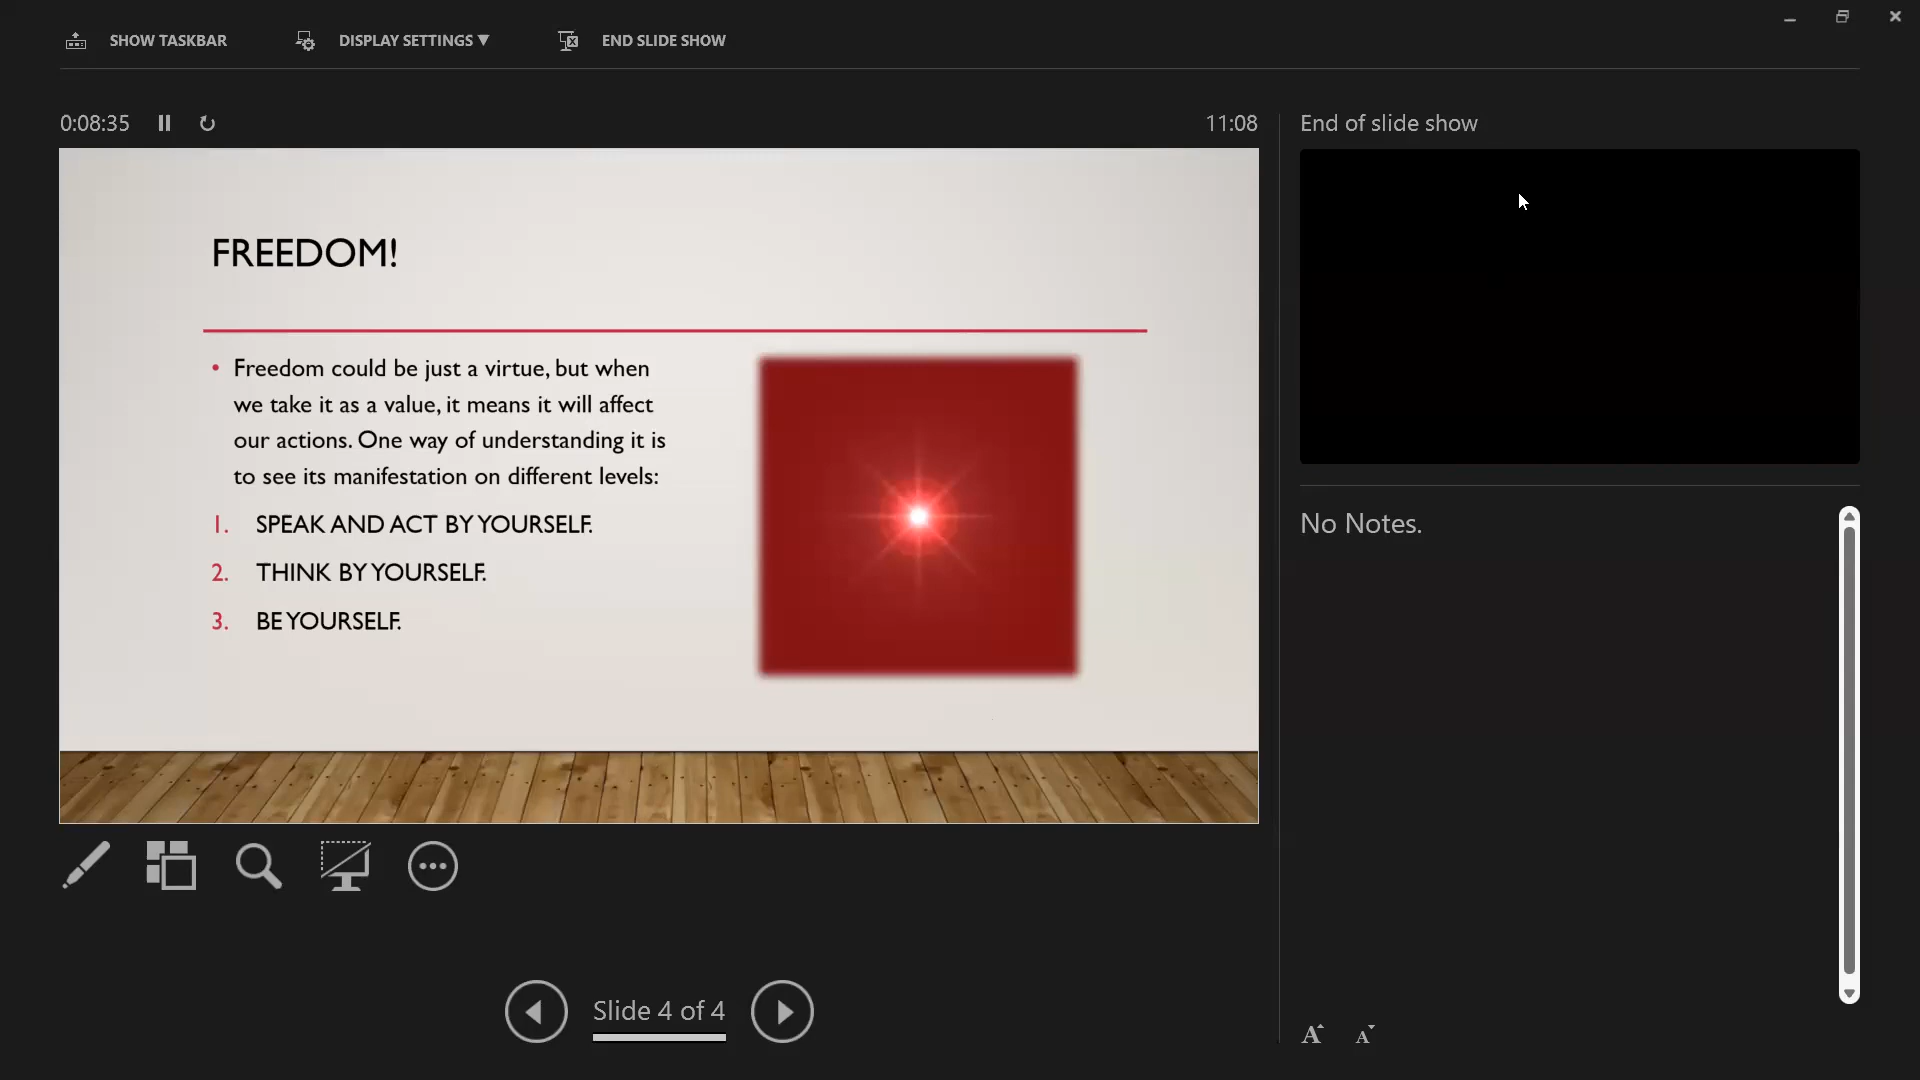 SHOW TASKBAR
DISPLAY SETTINGS ▼
END SLIDE SHOW
0:08:35
11:08
End of slide show
FREEDOM!
• Freedom could be just a virtue, but when
we take it as a value, it means it will affect
our actions. One way of understanding it is
to see its manifestation on different levels:
1. SPEAK AND ACT BY YOURSELF.
2. THINK BY YOURSELF.
3. BE YOURSELF.
No Notes.
Slide 4 of 4
A A